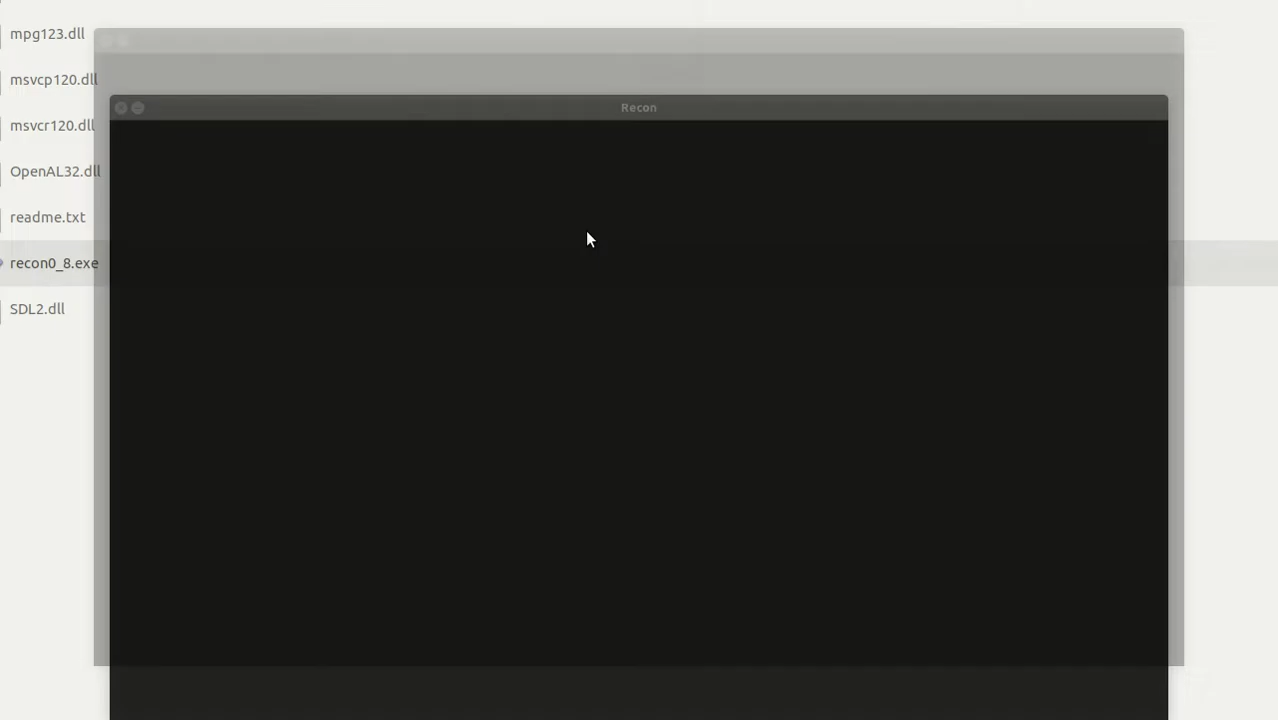 mpg123.dll
Recon
msvcp120.dll
msvcr120.dll
OpenAL32.dll
readme.txt
recon0_8.exe
SDL2.dll